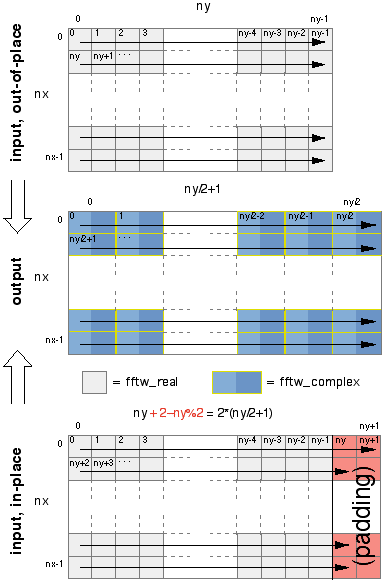 ny
0
ny-1
input, out-of-place
0
0 1 2 3 ny-4 ny-3 ny-2 ny-1
ny ny+1 ...
nx
nx-1
ny/2+1
0
ny/2
output
0
0 1 ny/2-2 ny/2-1 ny/2
ny/2+1 ...
nx
nx-1
= fftw_real
= fftw_complex
ny + 2-ny%2 = 2*(ny/2+1)
0
ny+1
input, in-place
0
0 1 2 3 ny-4 ny-3 ny-2 ny-1 ny ny+1
ny+2 ny+3 ...
nx
(padding)
nx-1